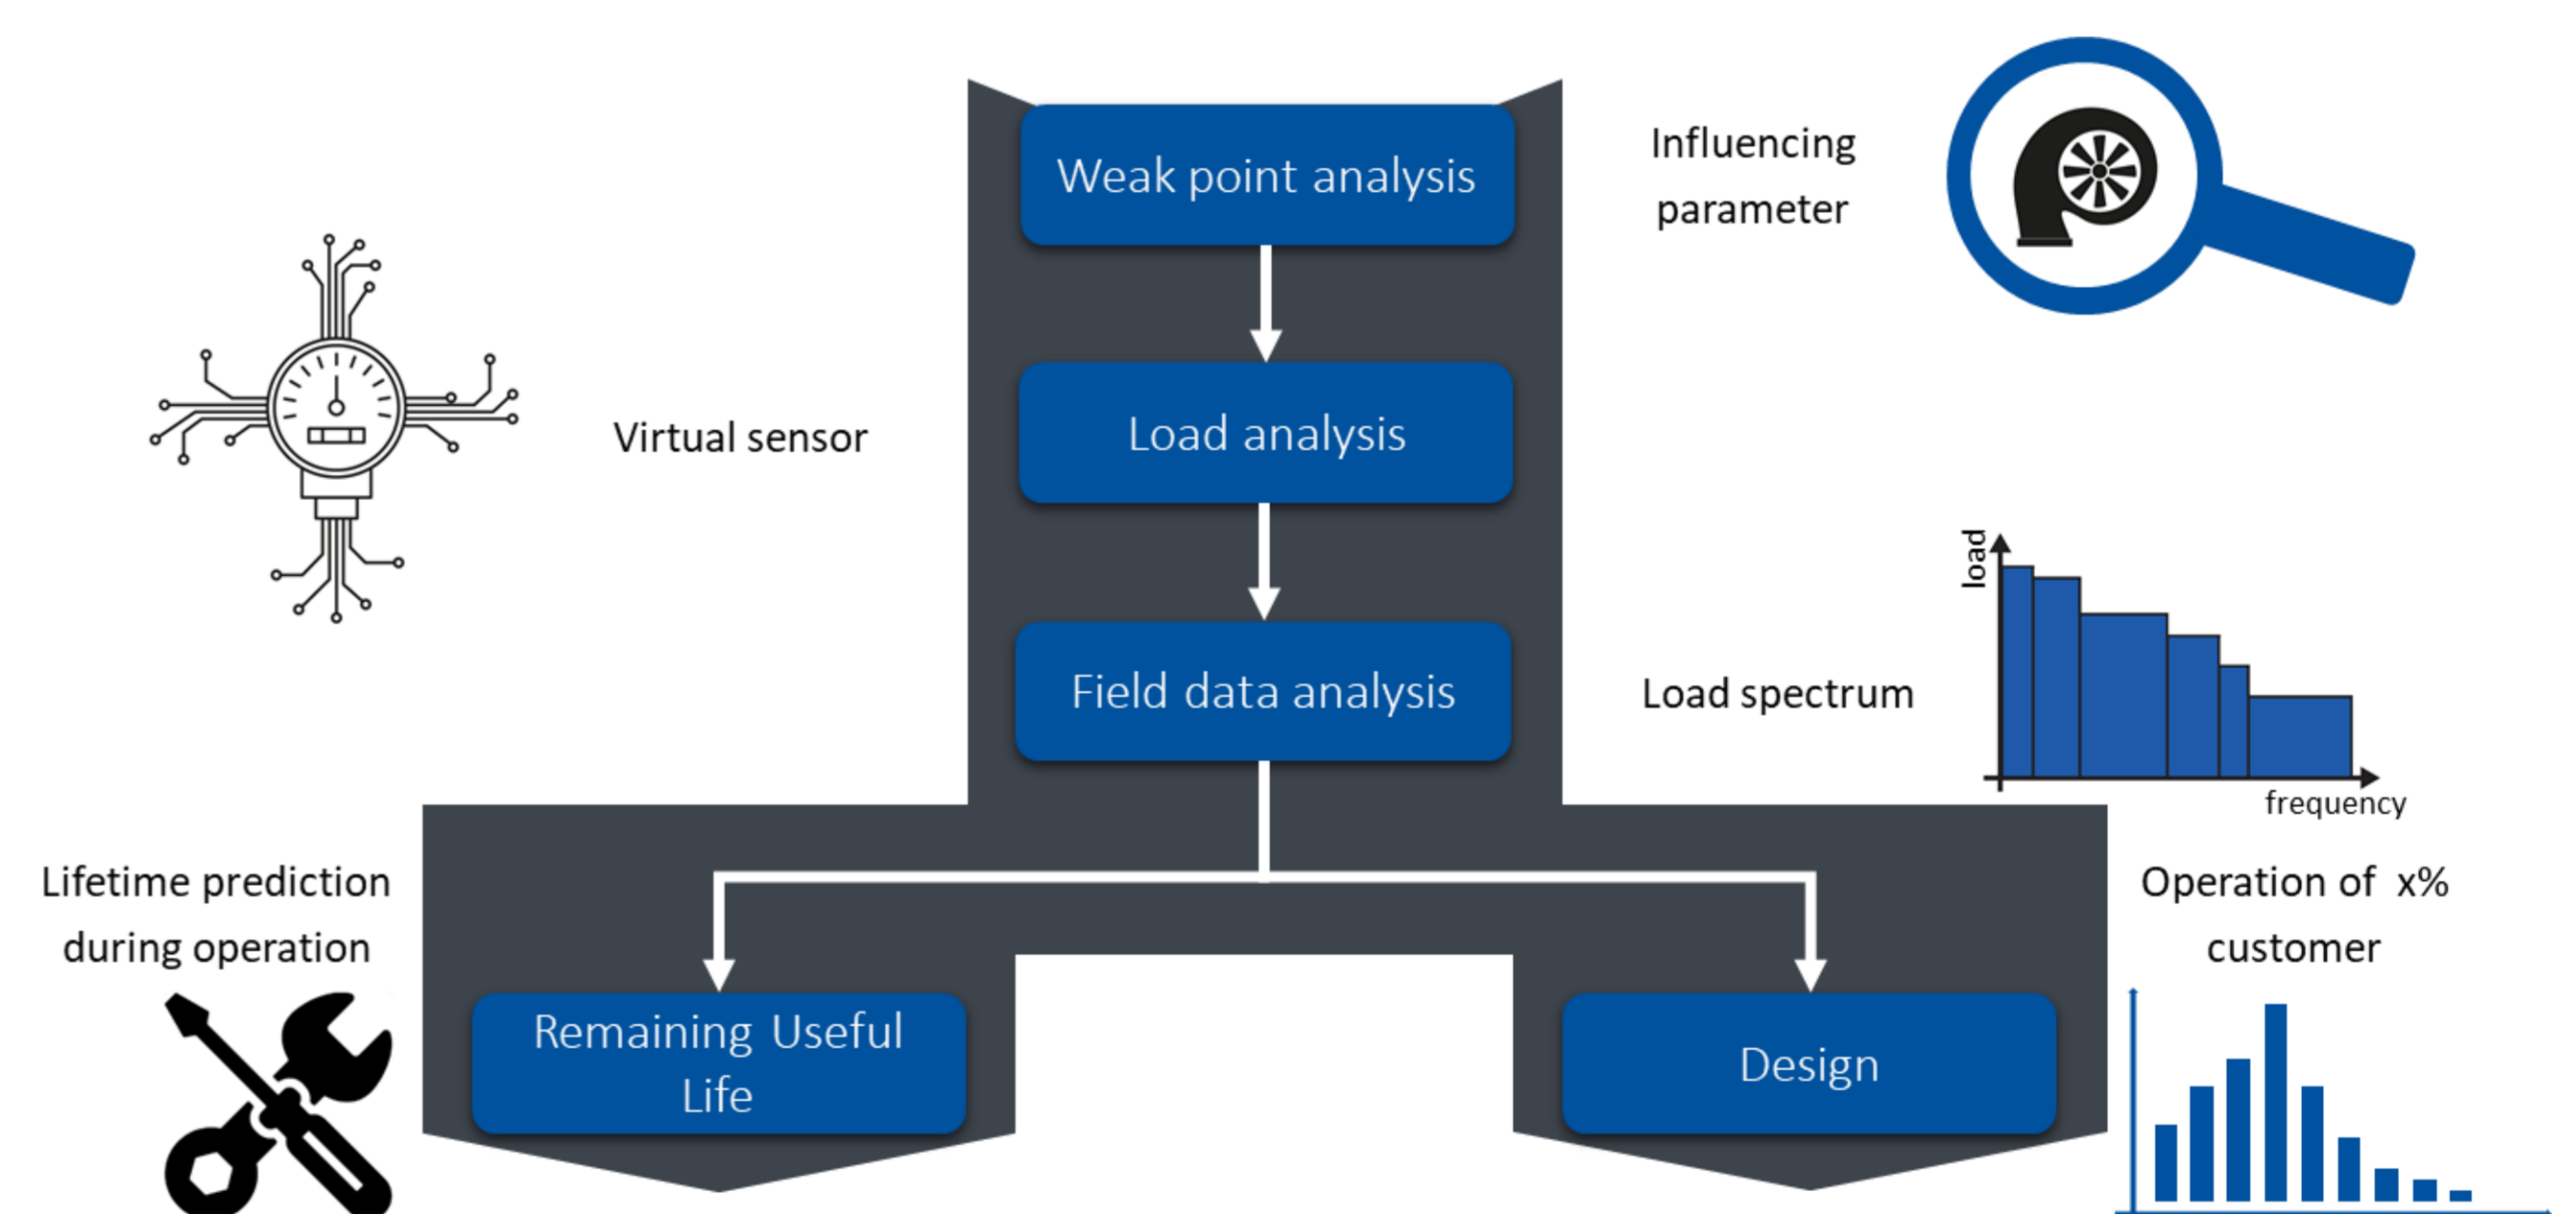 Weak point analysis
Influencing
parameter
Load analysis
Virtual sensor
Field data analysis
Load spectrum
load
frequency
Lifetime prediction
during operation
Operation of x%
customer
Remaining Useful
Life
Design